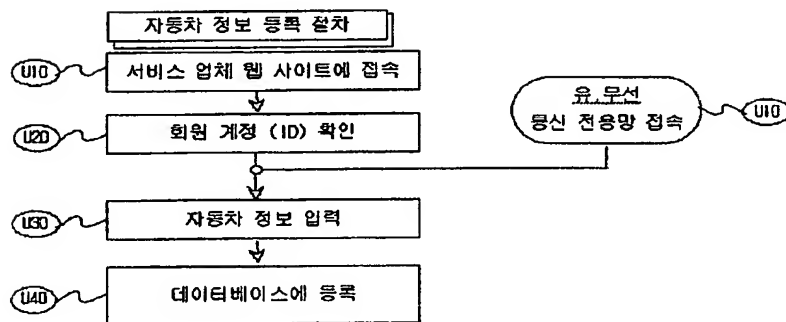 자동차 정보 등록 절차
U10
서비스 업체 웹 사이트에 접속
유.무선
통신 전용망 접속
U10
U20
회원 계정 (ID) 확인
U30
자동차 정보 입력
U40
데이터베이스에 등록